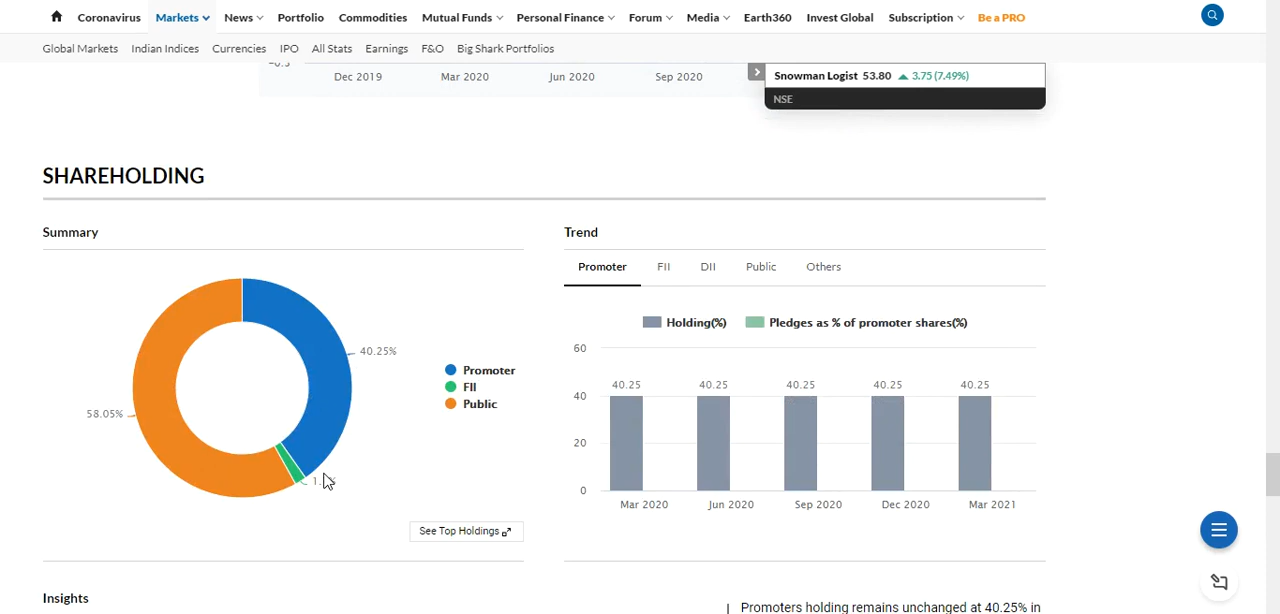 Coronavirus Markets News Portfolio Commodities Mutual Funds Personal Finance Forum Media Earth360 Invest Global Subscription Be a PRO
Global Markets Indian Indices Currencies IPO All Stats Earnings F&O Big Shark Portfolios
-0.5
Dec 2019 Mar 2020 Jun 2020 Sep 2020
Snowman Logist 53.80 3.75 (7.49%)
NSE
SHAREHOLDING
Summary
40.25%
58.05%
Promoter
FII
Public
See Top Holdings
Trend
Promoter FII DII Public Others
Holding(%) Pledges as % of promoter shares(%)
60
40
20
0
40.25 40.25 40.25 40.25 40.25
Mar 2020 Jun 2020 Sep 2020 Dec 2020 Mar 2021
Insights
Promoters holding remains unchanged at 40.25% in